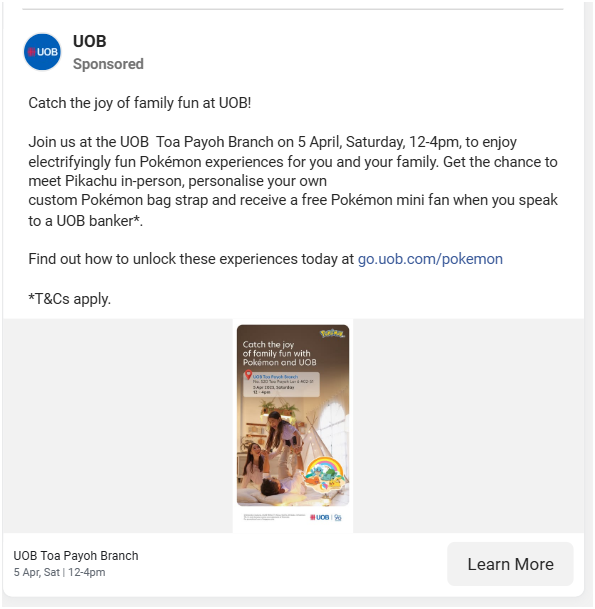 UOB
UOB
Sponsored
Catch the joy of family fun at UOB!
Join us at the UOB  Toa Payoh Branch on 5 April, Saturday, 12-4pm, to enjoy
electrifyingly fun Pokémon experiences for you and your family. Get the chance to
meet Pikachu in-person, personalise your own
custom Pokémon bag strap and receive a free Pokémon mini fan when you speak
to a UOB banker*.
Find out how to unlock these experiences today at go.uob.com/pokemon
*T&Cs apply.
Pokémon
Catch the joy
of family fun with
Pokémon and UOB
UOB Toa Payoh Branch
5 Apr 2025, Saturday
12 - 4pm
UOB
UOB Toa Payoh Branch
5 Apr, Sat | 12-4pm
Learn More